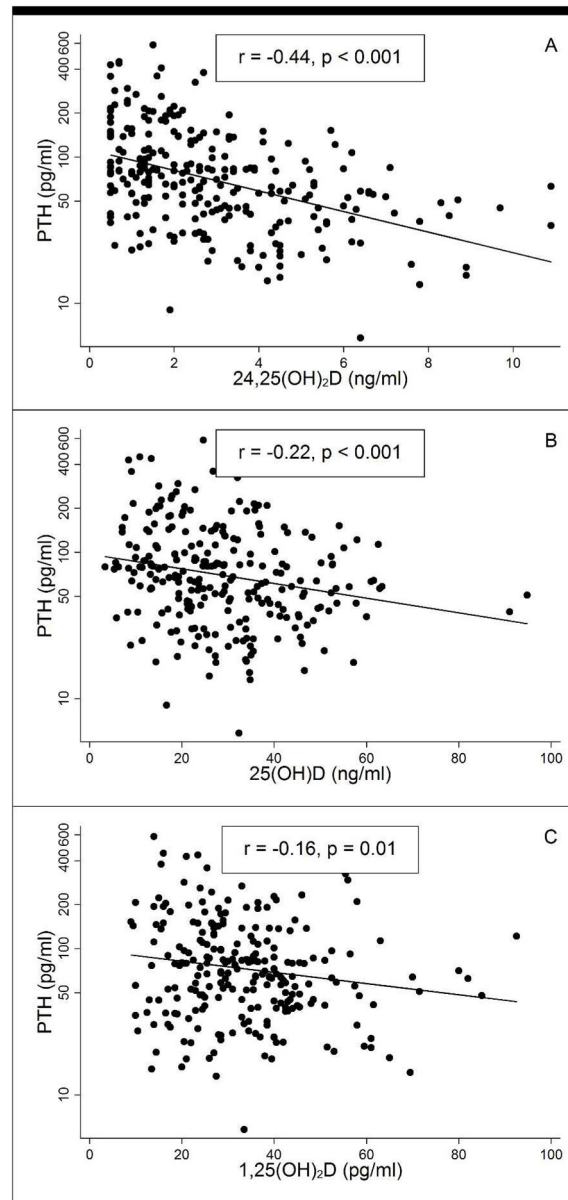 A
r = -0.44, p < 0.001
PTH (pg/ml)
400 600
200
100
50
10
0 2 4 6 8 10
24,25(OH)₂D (ng/ml)
B
r = -0.22, p < 0.001
PTH (pg/ml)
400 600
200
100
50
10
0 20 40 60 80 100
25(OH)D (ng/ml)
C
r = -0.16, p = 0.01
PTH (pg/ml)
400 600
200
100
50
10
0 20 40 60 80 100
1,25(OH)₂D (pg/ml)